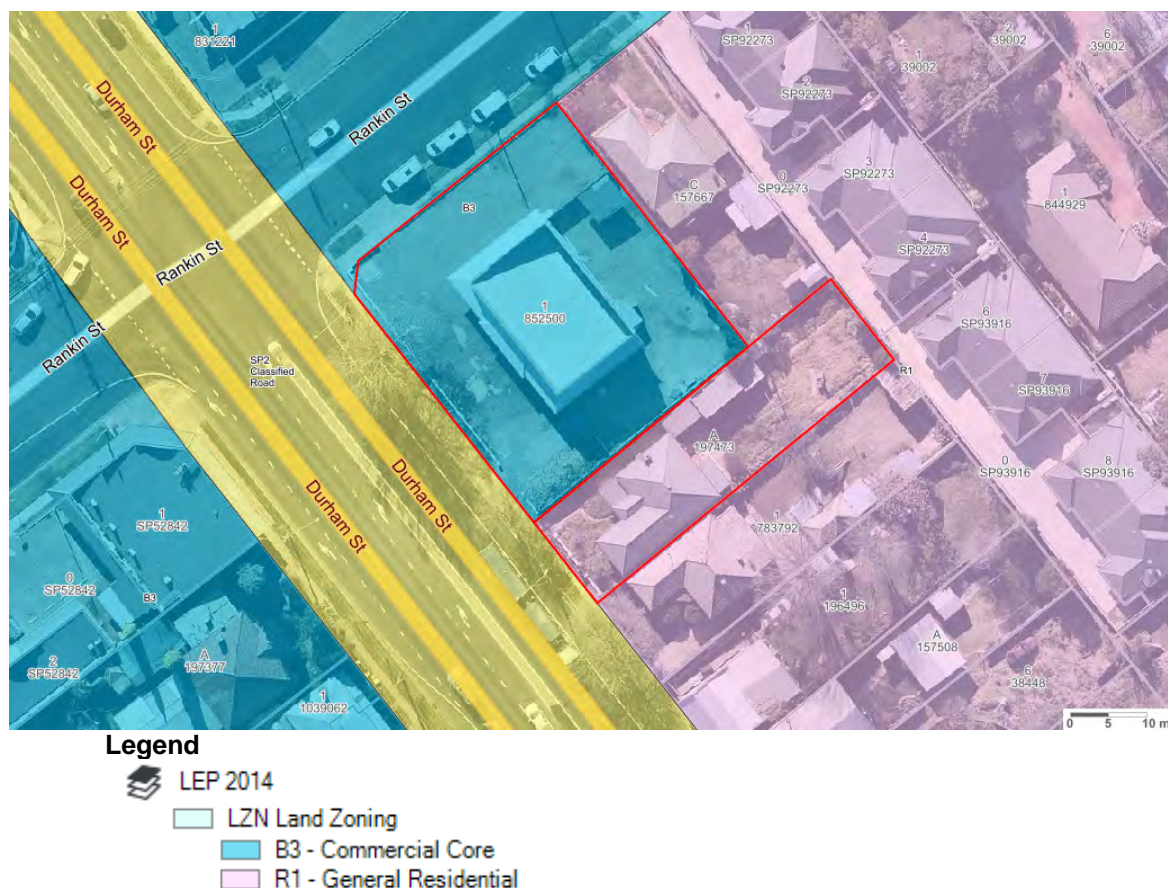 1
831221
1
SP92273
2
SP92273
1
39002
2
39002
6
39002
Durham St
Rankin St
Durham St
B3
C
157667
0
SP92273
3
SP92273
1
844929
4
SP92273
Rankin St
1
852500
6
SP93916
Rankin St
SP2
Classified
Road
R1
7
SP93916
A
197473
0
SP93916
8
SP93916
Durham St
Durham St
1
783792
1
SP52842
1
196496
0
SP52842
B3
A
157508
2
SP52842
A
197377
6
38448
1
1039062
0 5 10 m
Legend
LEP 2014
LZN Land Zoning
B3 - Commercial Core
R1 - General Residential